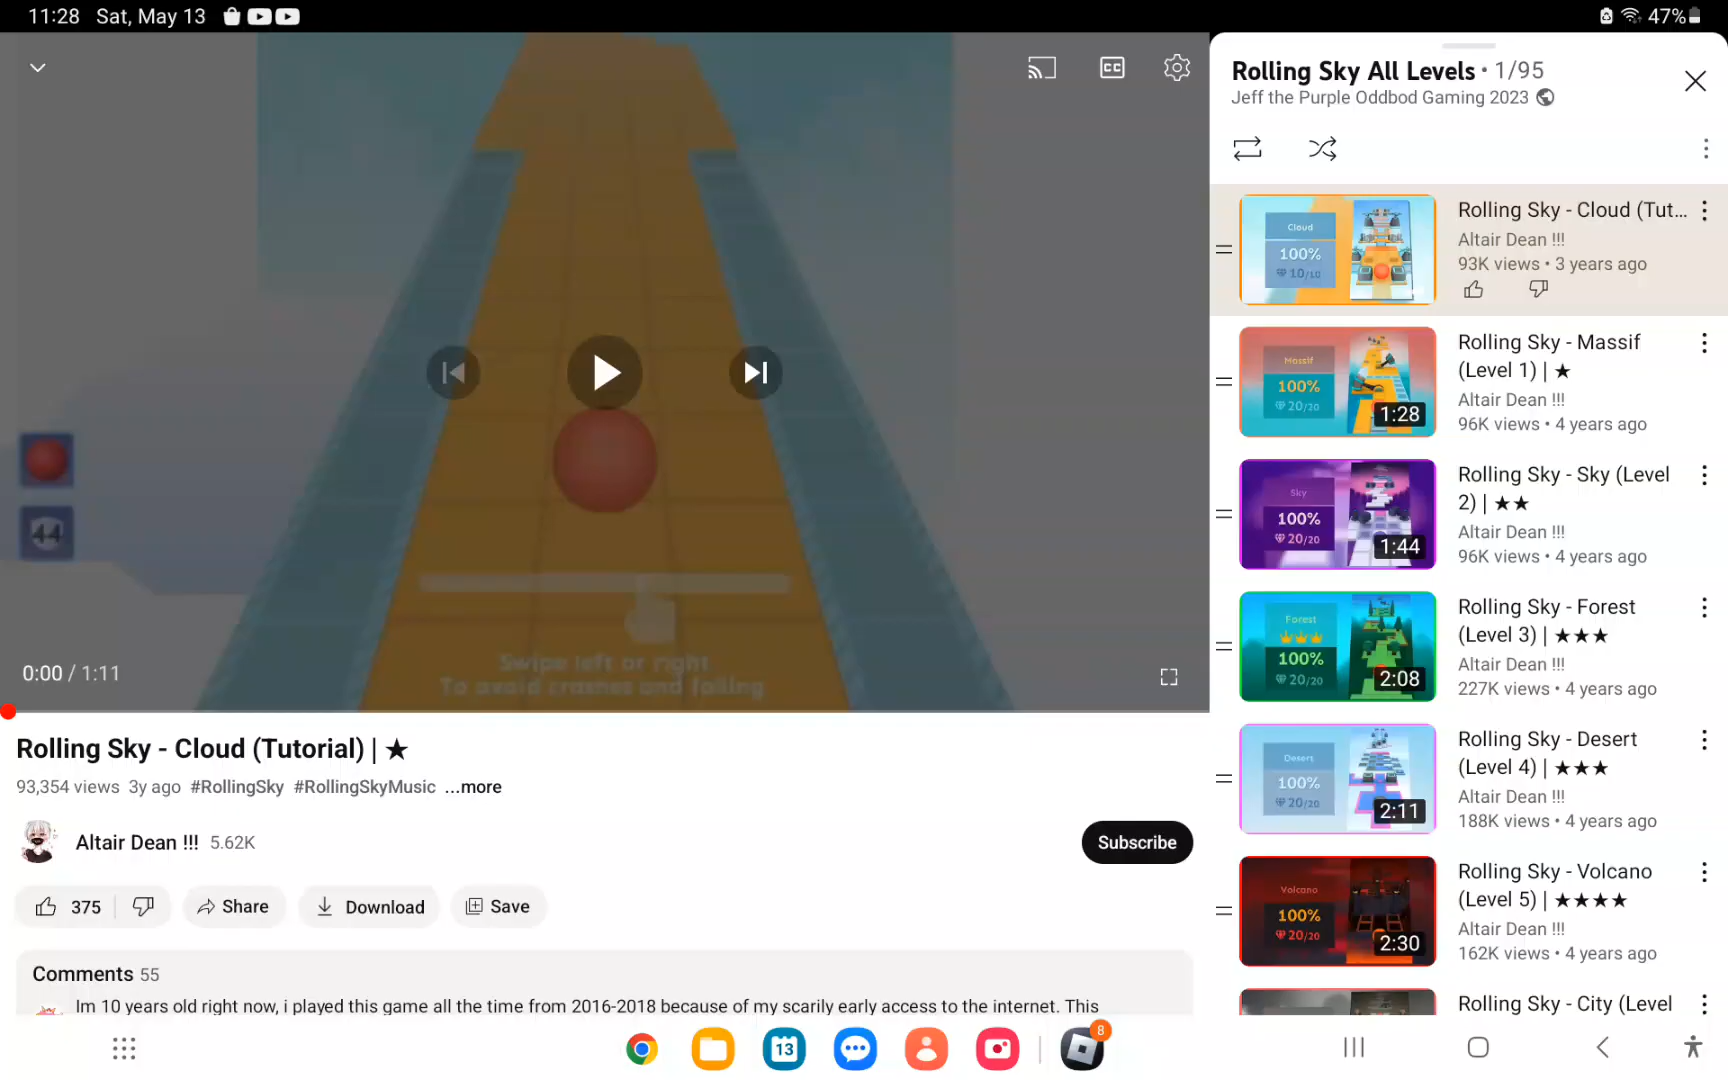 11:28 Sat, May 13
47%
CC
44
Swipe left or right
To avoid crashes and falling
0:00 / 1:11
Rolling Sky - Cloud (Tutorial) | ★
93,354 views 3y ago #RollingSky #RollingSkyMusic ...more
Altair Dean !!! 5.62K
Subscribe
375
Share
Download
Save
Comments 55
Im 10 years old right now, i played this game all the time from 2016-2018 because of my scarily early access to the internet. This
Rolling Sky All Levels • 1/95
Jeff the Purple Oddbod Gaming 2023
Cloud
100%
10/10
Rolling Sky - Cloud (Tut...
Altair Dean !!!
93K views • 3 years ago
Massif
100%
20/20
1:28
Rolling Sky - Massif
(Level 1) | ★
Altair Dean !!!
96K views • 4 years ago
Sky
100%
20/20
1:44
Rolling Sky - Sky (Level
2) | ★★
Altair Dean !!!
96K views • 4 years ago
Forest
100%
20/20
2:08
Rolling Sky - Forest
(Level 3) | ★★★
Altair Dean !!!
227K views • 4 years ago
Desert
100%
20/20
2:11
Rolling Sky - Desert
(Level 4) | ★★★
Altair Dean !!!
188K views • 4 years ago
Volcano
100%
20/20
2:30
Rolling Sky - Volcano
(Level 5) | ★★★★
Altair Dean !!!
162K views • 4 years ago
Rolling Sky - City (Level
13
8